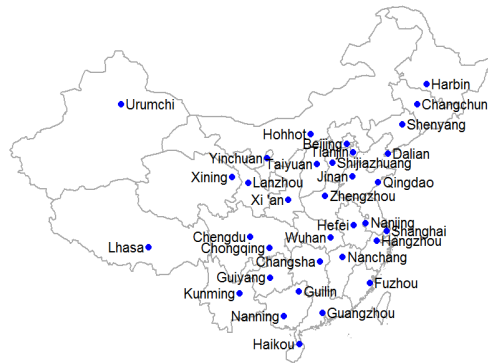 Harbin
Urumchi
Changchun
Shenyang
Hohhot
Beijing
Tianjin
Dalian
Yinchuan
Taiyuan
Shijiazhuang
Xining
Lanzhou
Jinan
Qingdao
Xi 'an
Zhengzhou
Hefei
Nanjing
Shanghai
Chengdu
Wuhan
Hangzhou
Lhasa
Chongqing
Changsha
Nanchang
Guiyang
Fuzhou
Kunming
Guilin
Nanning
Guangzhou
Haikou